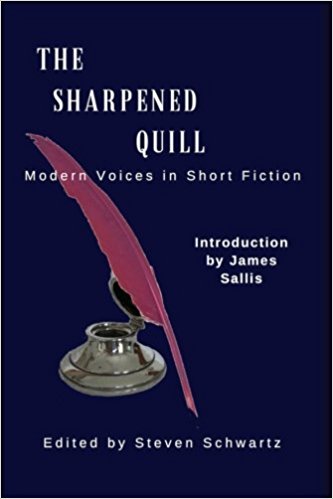 THE
SHARPENED
QUILL
Modern Voices in Short Fiction
Introduction
by James
Sallis
Edited by Steven Schwartz